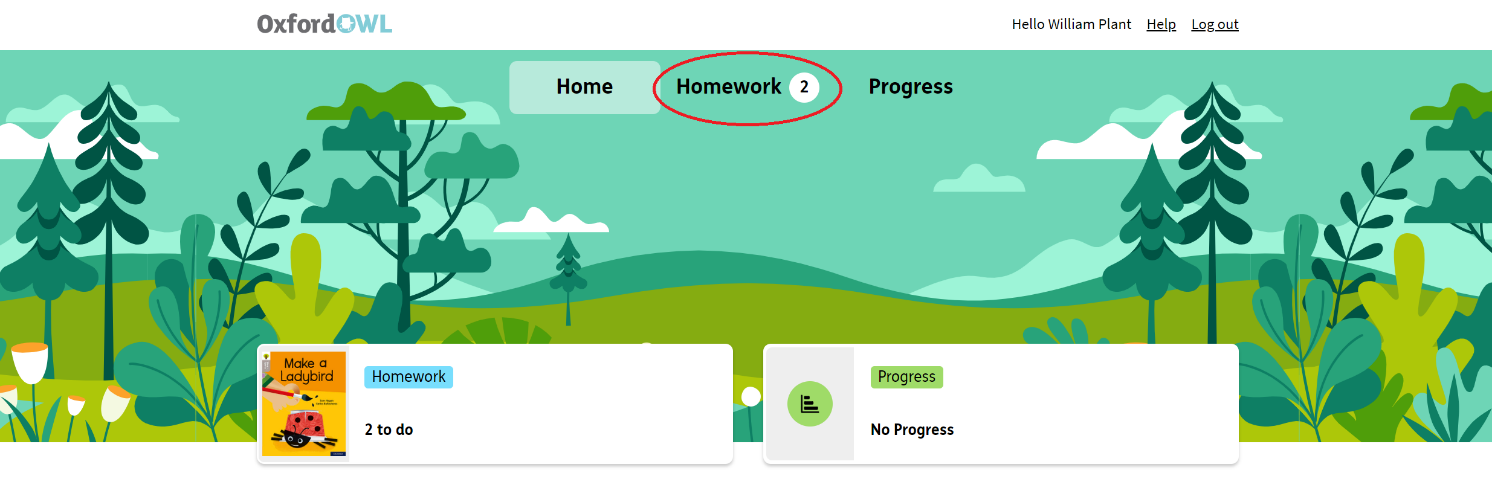 OxfordOWL
Hello William Plant Help Log out
Home Homework 2 Progress
Make a
Ladybird
Homework
2 to do
Progress
No Progress